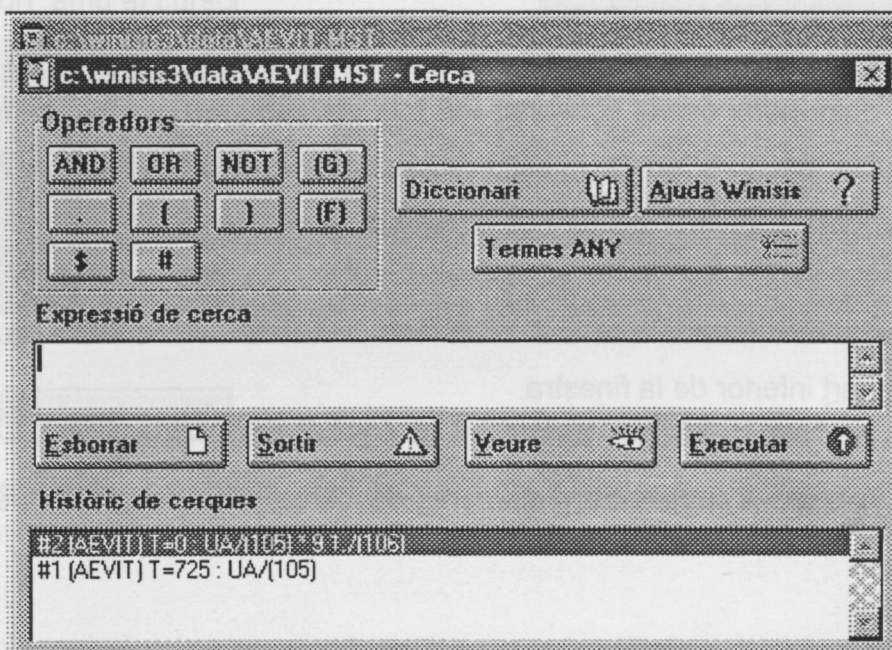 c:\winisis3\data\AEVIT.MST
c:\winisis3\data\AEVIT.MST - Cerca
Operadors
AND OR NOT (G)
. ( ) (F)
$ #
Diccionari
Ajuda Winisis ?
Termes ANY
Expressió de cerca
Esborrar Sortir Veure Executar
Històric de cerques
#2 (AEVIT) T=0 : UA/(105) * 9 1./(106)
#1 (AEVIT) T=725 : UA/(105)
inferior de la finestra